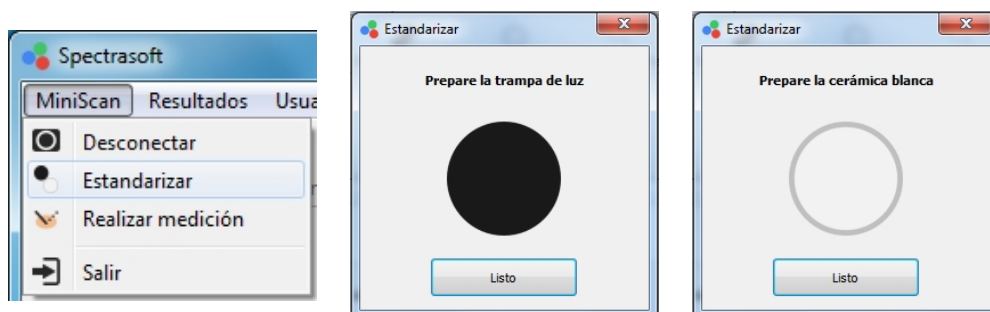 Spectrasoft
MiniScan Resultados
Desconectar
Estandarizar
Realizar medición
Salir
Estandarizar
Prepare la trampa de luz
Listo
Estandarizar
Prepare la cerámica blanca
Listo